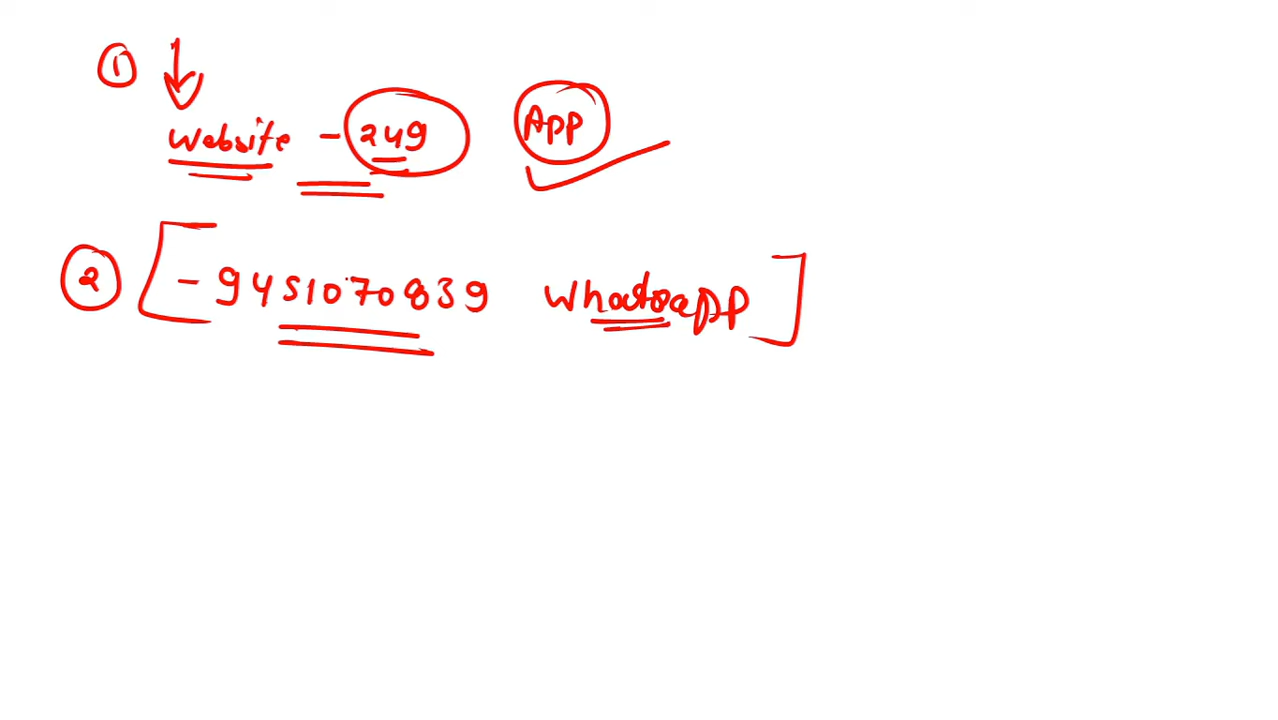 ① Website - 249 App
② [ - 9451070839 Whatsapp ]